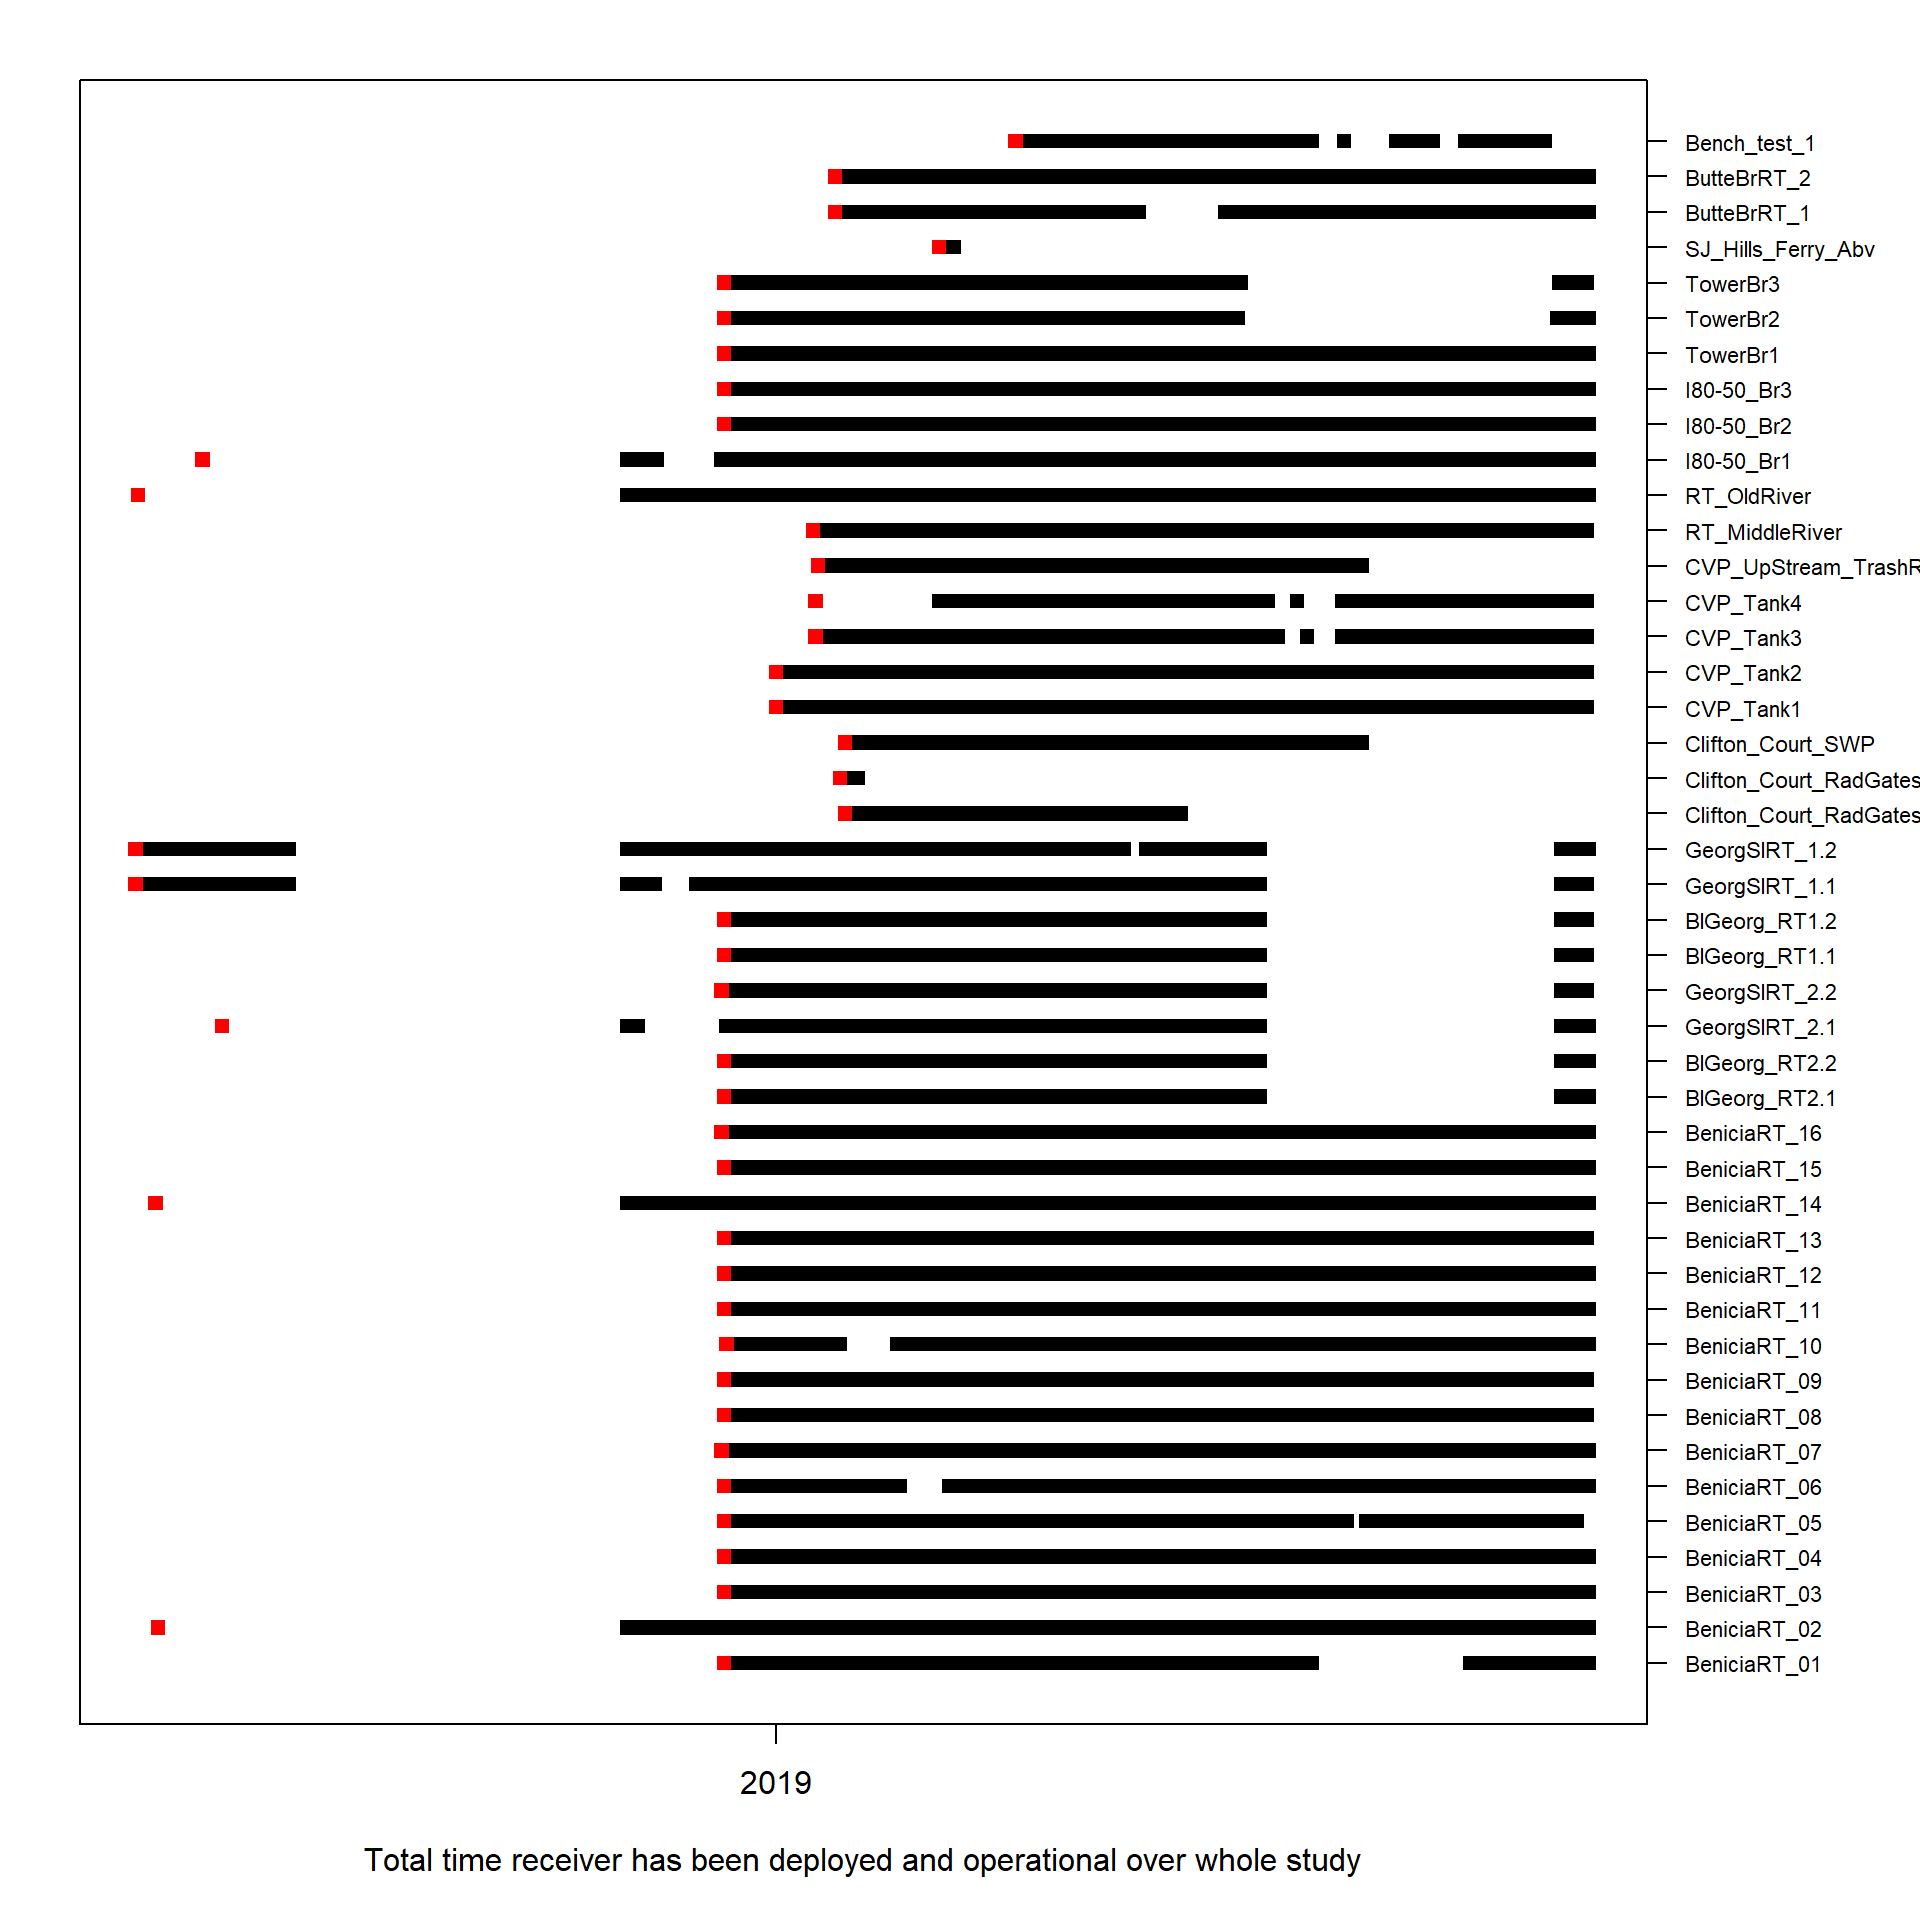 Bench_test_1
ButteBrRT_2
ButteBrRT_1
SJ_Hills_Ferry_Abv
TowerBr3
TowerBr2
TowerBr1
I80-50_Br3
I80-50_Br2
I80-50_Br1
RT_OldRiver
RT_MiddleRiver
CVP_UpStream_TrashR
CVP_Tank4
CVP_Tank3
CVP_Tank2
CVP_Tank1
Clifton_Court_SWP
Clifton_Court_RadGates
Clifton_Court_RadGates
GeorgSlRT_1.2
GeorgSlRT_1.1
BlGeorg_RT1.2
BlGeorg_RT1.1
GeorgSlRT_2.2
GeorgSlRT_2.1
BlGeorg_RT2.2
BlGeorg_RT2.1
BeniciaRT_16
BeniciaRT_15
BeniciaRT_14
BeniciaRT_13
BeniciaRT_12
BeniciaRT_11
BeniciaRT_10
BeniciaRT_09
BeniciaRT_08
BeniciaRT_07
BeniciaRT_06
BeniciaRT_05
BeniciaRT_04
BeniciaRT_03
BeniciaRT_02
BeniciaRT_01
2019
Total time receiver has been deployed and operational over whole study